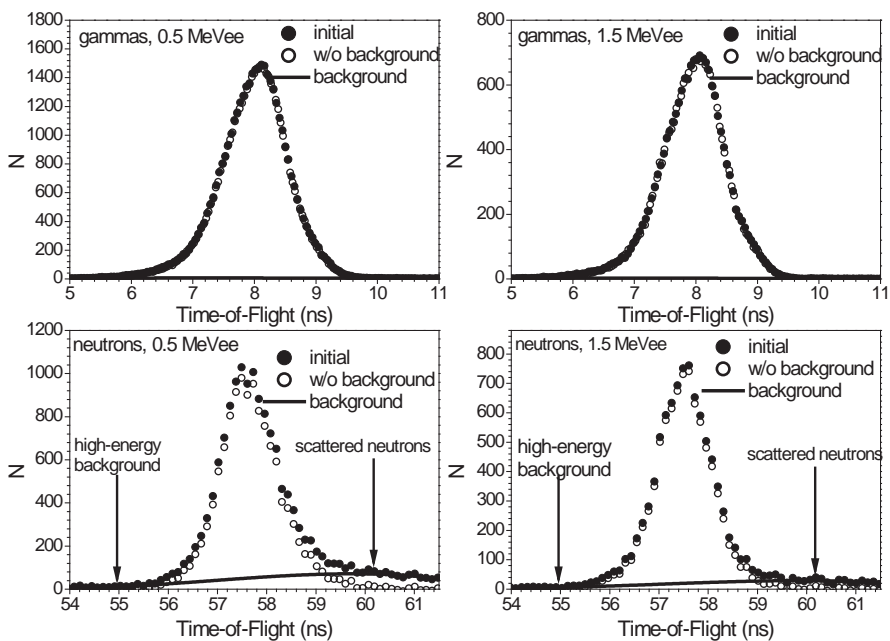 gammas, 0.5 MeVee
initial
w/o background
background
N
1800
1600
1400
1200
1000
800
600
400
200
0
5 6 7 8 9 10 11
Time-of-Flight (ns)
gammas, 1.5 MeVee
initial
w/o background
background
N
800
600
400
200
0
5 6 7 8 9 10 11
Time-of-Flight (ns)
neutrons, 0.5 MeVee
initial
w/o background
background
high-energy
background
scattered neutrons
N
1200
1000
800
600
400
200
0
54 55 56 57 58 59 60 61
Time-of-Flight (ns)
neutrons, 1.5 MeVee
initial
w/o background
background
high-energy
background
scattered neutrons
N
800
700
600
500
400
300
200
100
0
54 55 56 57 58 59 60 61
Time-of-Flight (ns)